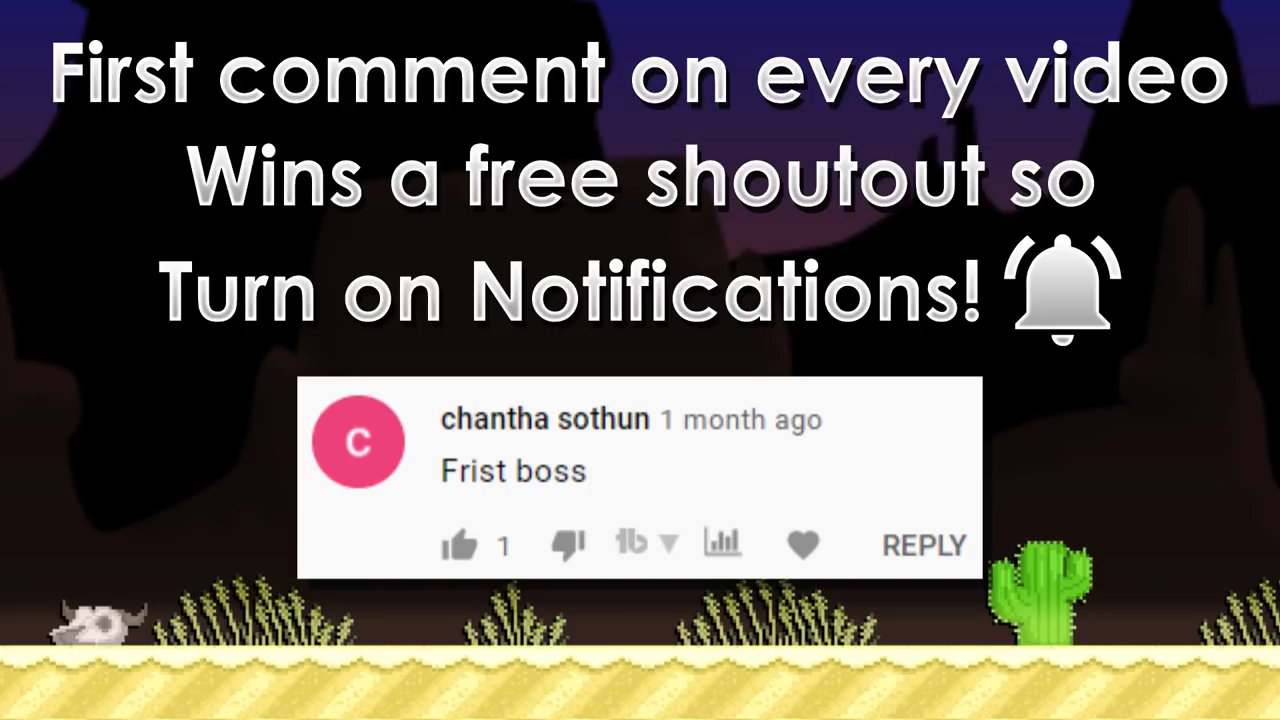 First comment on every video
Wins a free shoutout so
Turn on Notifications!
C
chantha sothun 1 month ago
Frist boss
1
tb
REPLY